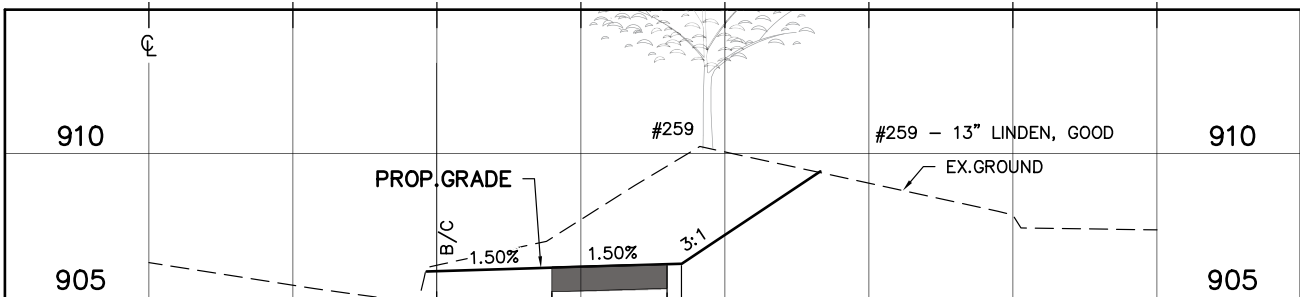 ℄
#259
910
#259 – 13" LINDEN, GOOD
910
PROP.GRADE
EX.GROUND
B/C
1.50%
1.50%
3:1
905
905